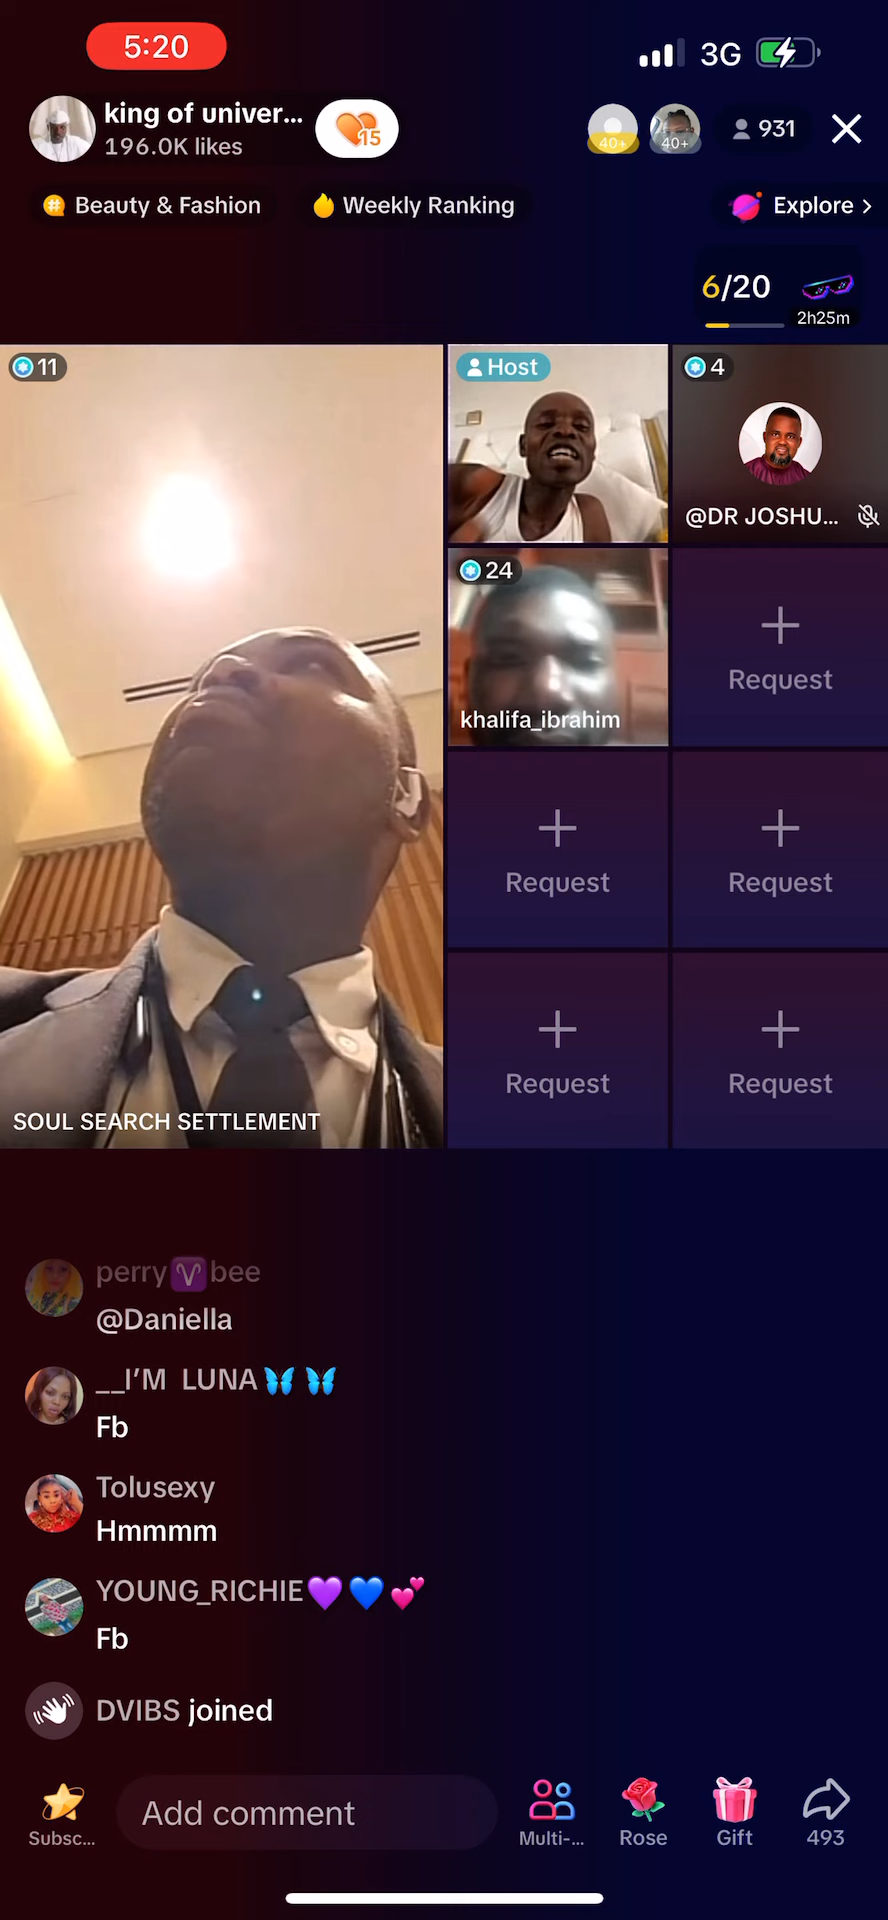 5:20
3G
king of univer...
196.0K likes
15
40+
40+
931
Beauty & Fashion
Weekly Ranking
Explore >
6/20
2h25m
11
Host
4
@DR JOSHU...
24
khalifa_ibrahim
Request
Request
Request
Request
Request
SOUL SEARCH SETTLEMENT
perry♈bee
@Daniella
__I'M LUNA🦋🦋
Fb
Tolusexy
Hmmmm
YOUNG_RICHIE💜💙💕
Fb
DVIBS joined
Subsc...
Add comment
Multi-...
Rose
Gift
493